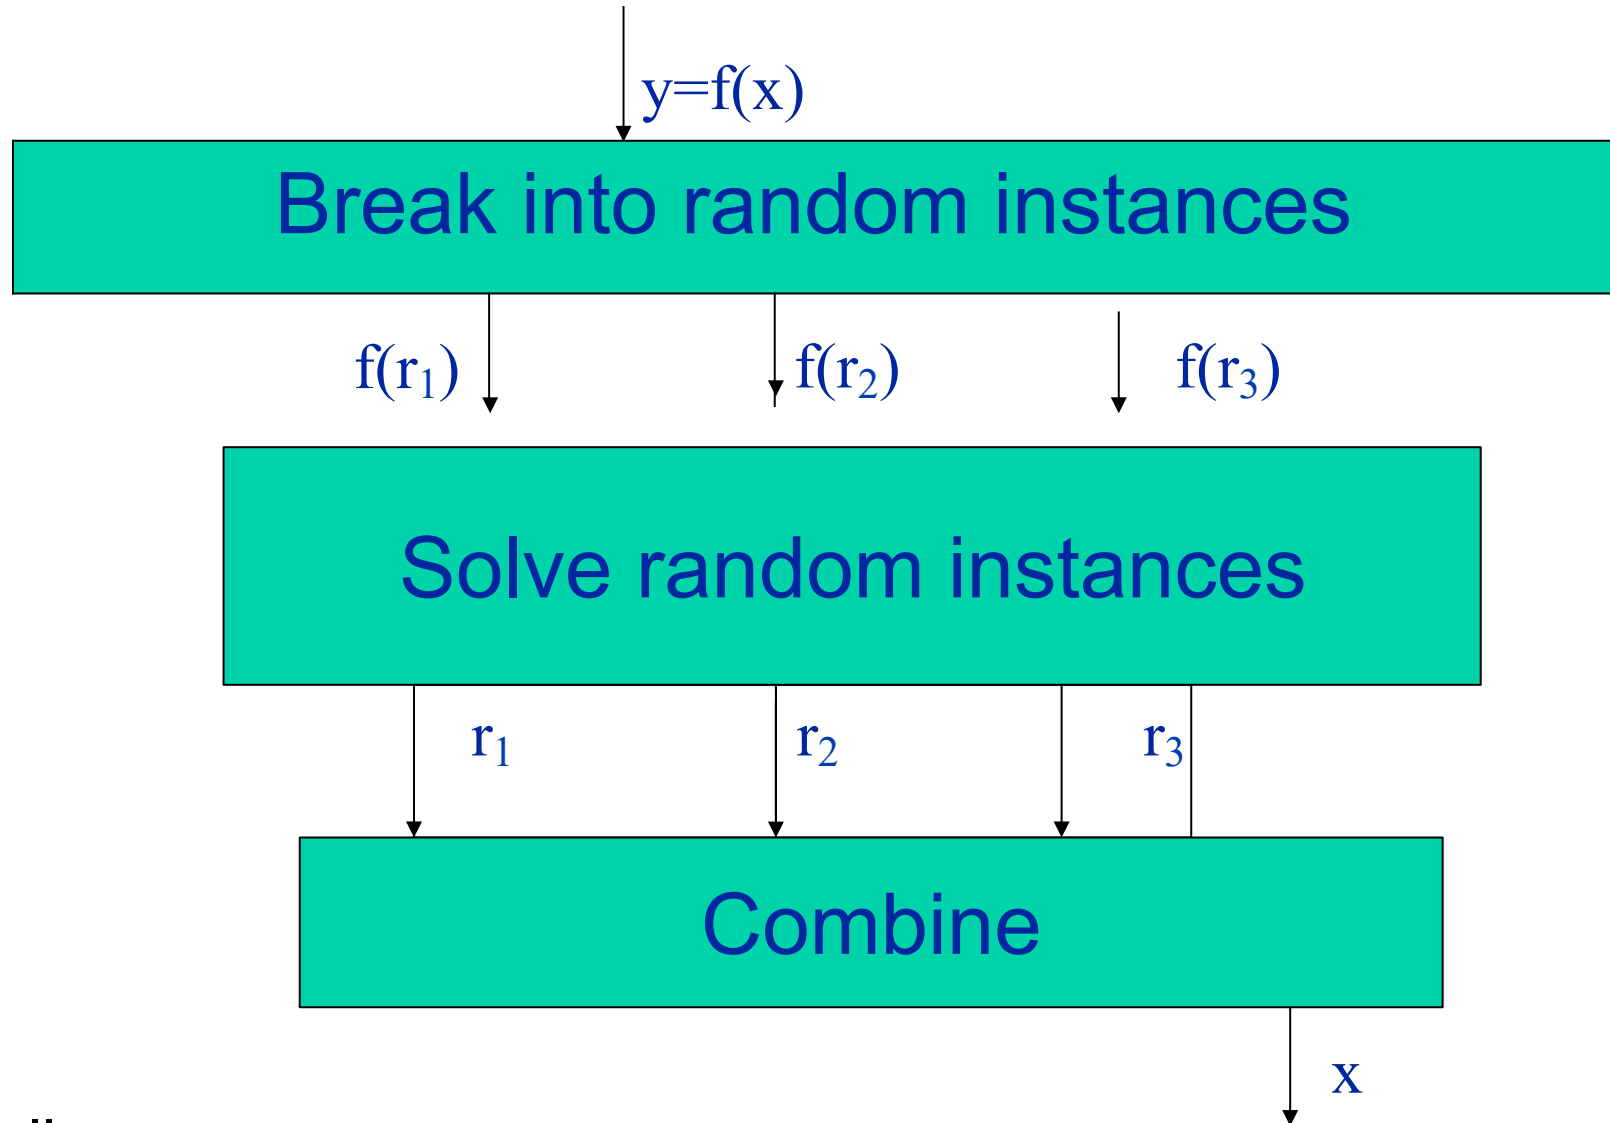 y=f(x)
Break into random instances
f(r₁) f(r₂) f(r₃)
Solve random instances
r₁ r₂ r₃
Combine
x